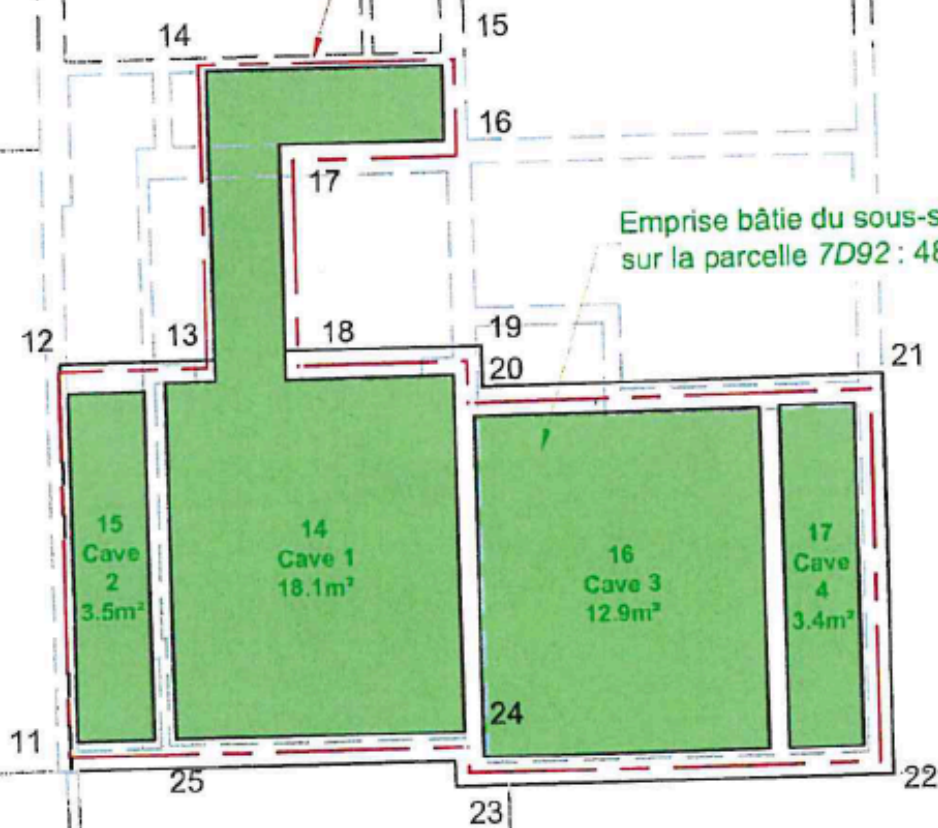 14
15
16
17
Emprise bâtie du sous-s
sur la parcelle 7D92 : 48
12
13
18
19
20
21
15
Cave
2
3.5m²
14
Cave 1
18.1m²
16
Cave 3
12.9m²
17
Cave
4
3.4m²
11
24
25
23
22